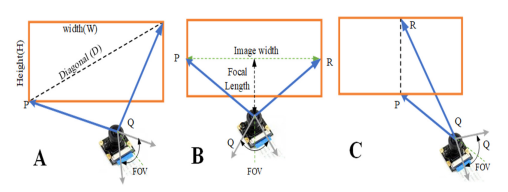 width(W)
Height(H)
Diagonal (D)
P
Q
FOV
A
P
Image width
R
Focal
Length
Q
FOV
B
R
P
Q
Q
FOV
C